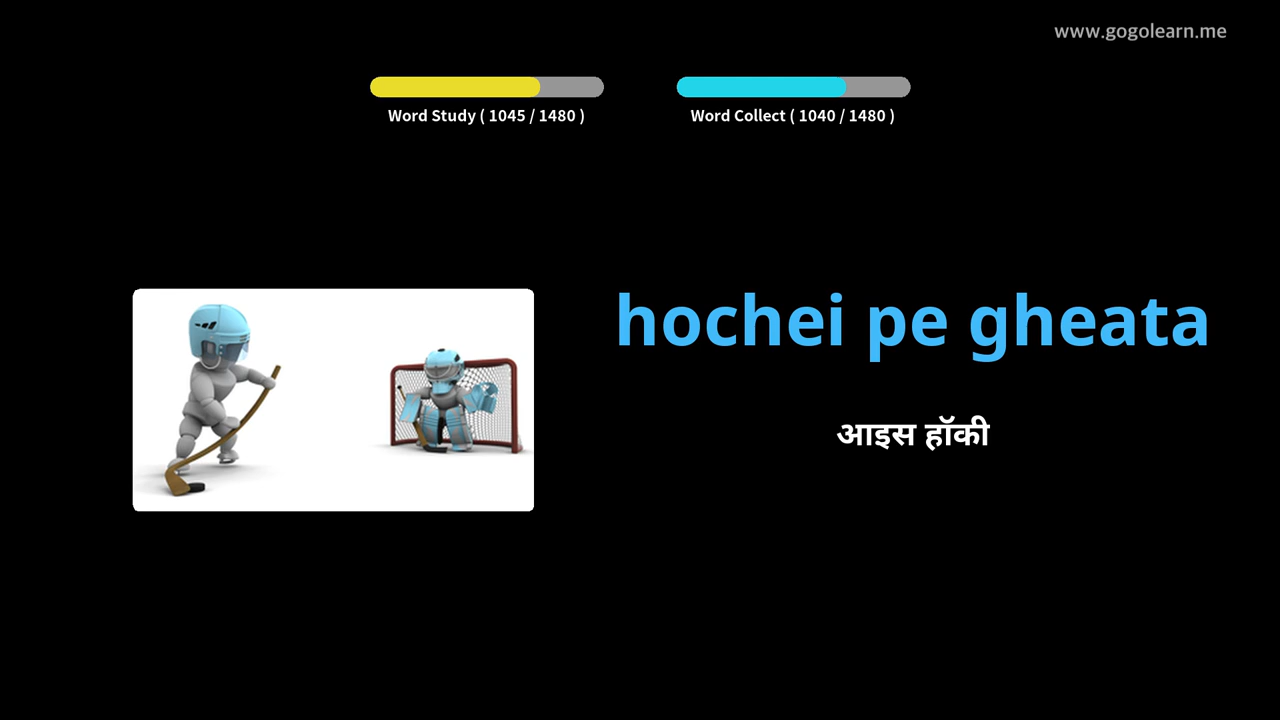 www.gogolearn.me
Word Study ( 1045 / 1480 )
Word Collect ( 1040 / 1480 )
hochei pe gheata
आइस हॉकी